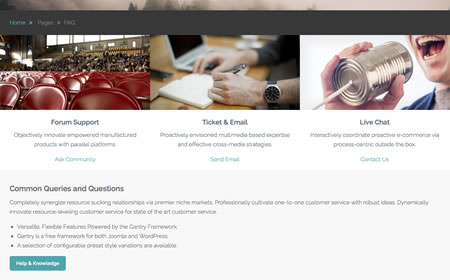 Home » Pages » FAQ
Forum Support
Objectively innovate empowered manufactured
products with parallel platforms
Ask Community
Ticket & Email
Proactively envisioned multimedia based expertise
and effective cross-media strategies.
Send Email
Live Chat
Interactively coordinate proactive e-commerce via
process-centric outside the box.
Contact Us
Common Queries and Questions
Completely synergize resource sucking relationships via premier niche markets. Professionally cultivate one-to-one customer service with robust ideas. Dynamically
innovate resource-leveling customer service for state of the art customer service.
• Versatile, Flexible Features Powered by the Gantry Framework.
• Gantry is a free framework for both Joomla and WordPress.
• A selection of configurable preset style variations are available.
Help & Knowledge